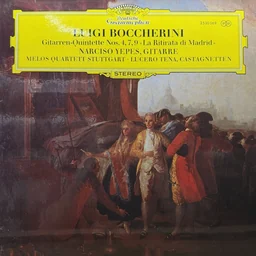 Deutsche
Grammophon
LUIGI BOCCHERINI
Gitarren-Quintette Nos. 4, 7, 9 »La Ritirata di Madrid«
NARCISO YEPES, GITARRE
MELOS QUARTETT STUTTGART · LUCERO TENA, CASTAGNETTEN
STEREO